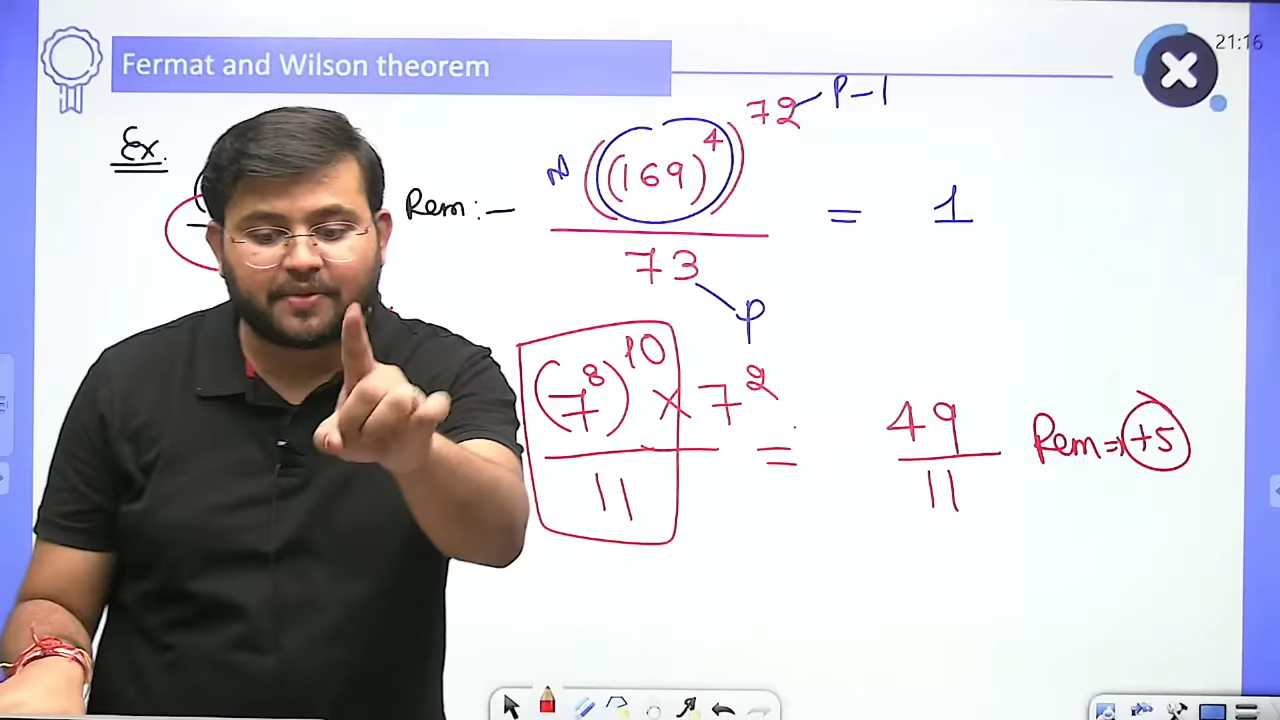 21:16
Fermat and Wilson theorem
72 P-1
Ex.
Rem:- N ((169)^4) = 1
73
P
(7^8)^10 × 7^2 = 49 Rem⇒ +5
11 11